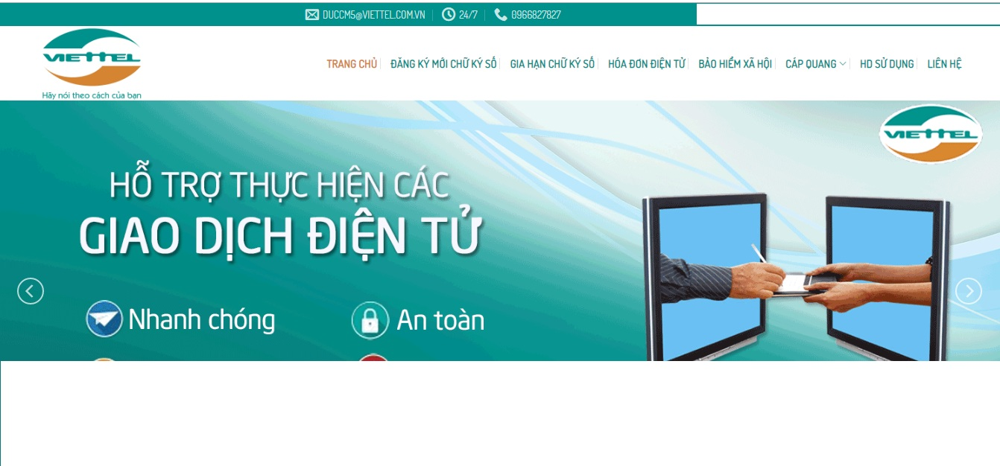 DUCCM5@VIETTEL.COM.VN 24/7 0966827827
VIETTEL
Hãy nói theo cách của bạn
TRANG CHỦ ĐĂNG KÝ MỚI CHỮ KÝ SỐ GIA HẠN CHỮ KÝ SỐ HÓA ĐƠN ĐIỆN TỬ BẢO HIỂM XÃ HỘI CÁP QUANG HD SỬ DỤNG LIÊN HỆ
VIETTEL
HỖ TRỢ THỰC HIỆN CÁC
GIAO DỊCH ĐIỆN TỬ
Nhanh chóng An toàn